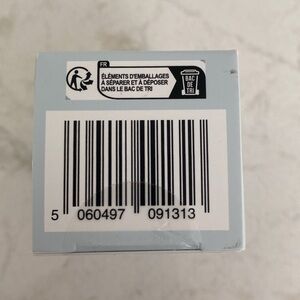 FR
ÉLÉMENTS D'EMBALLAGES
À SÉPARER ET À DÉPOSER
DANS LE BAC DE TRI
BAC
DE
TRI
5 060497 091313